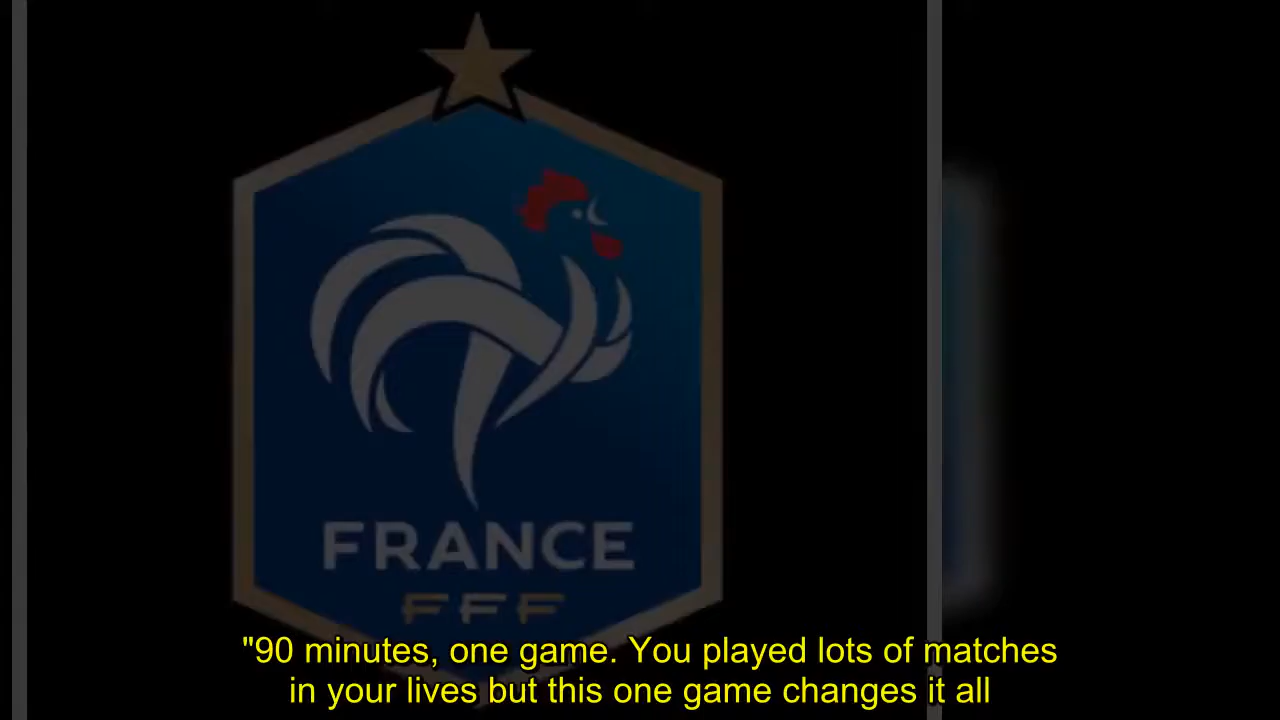 FRANCE
FFF
"90 minutes, one game. You played lots of matches
in your lives but this one game changes it all